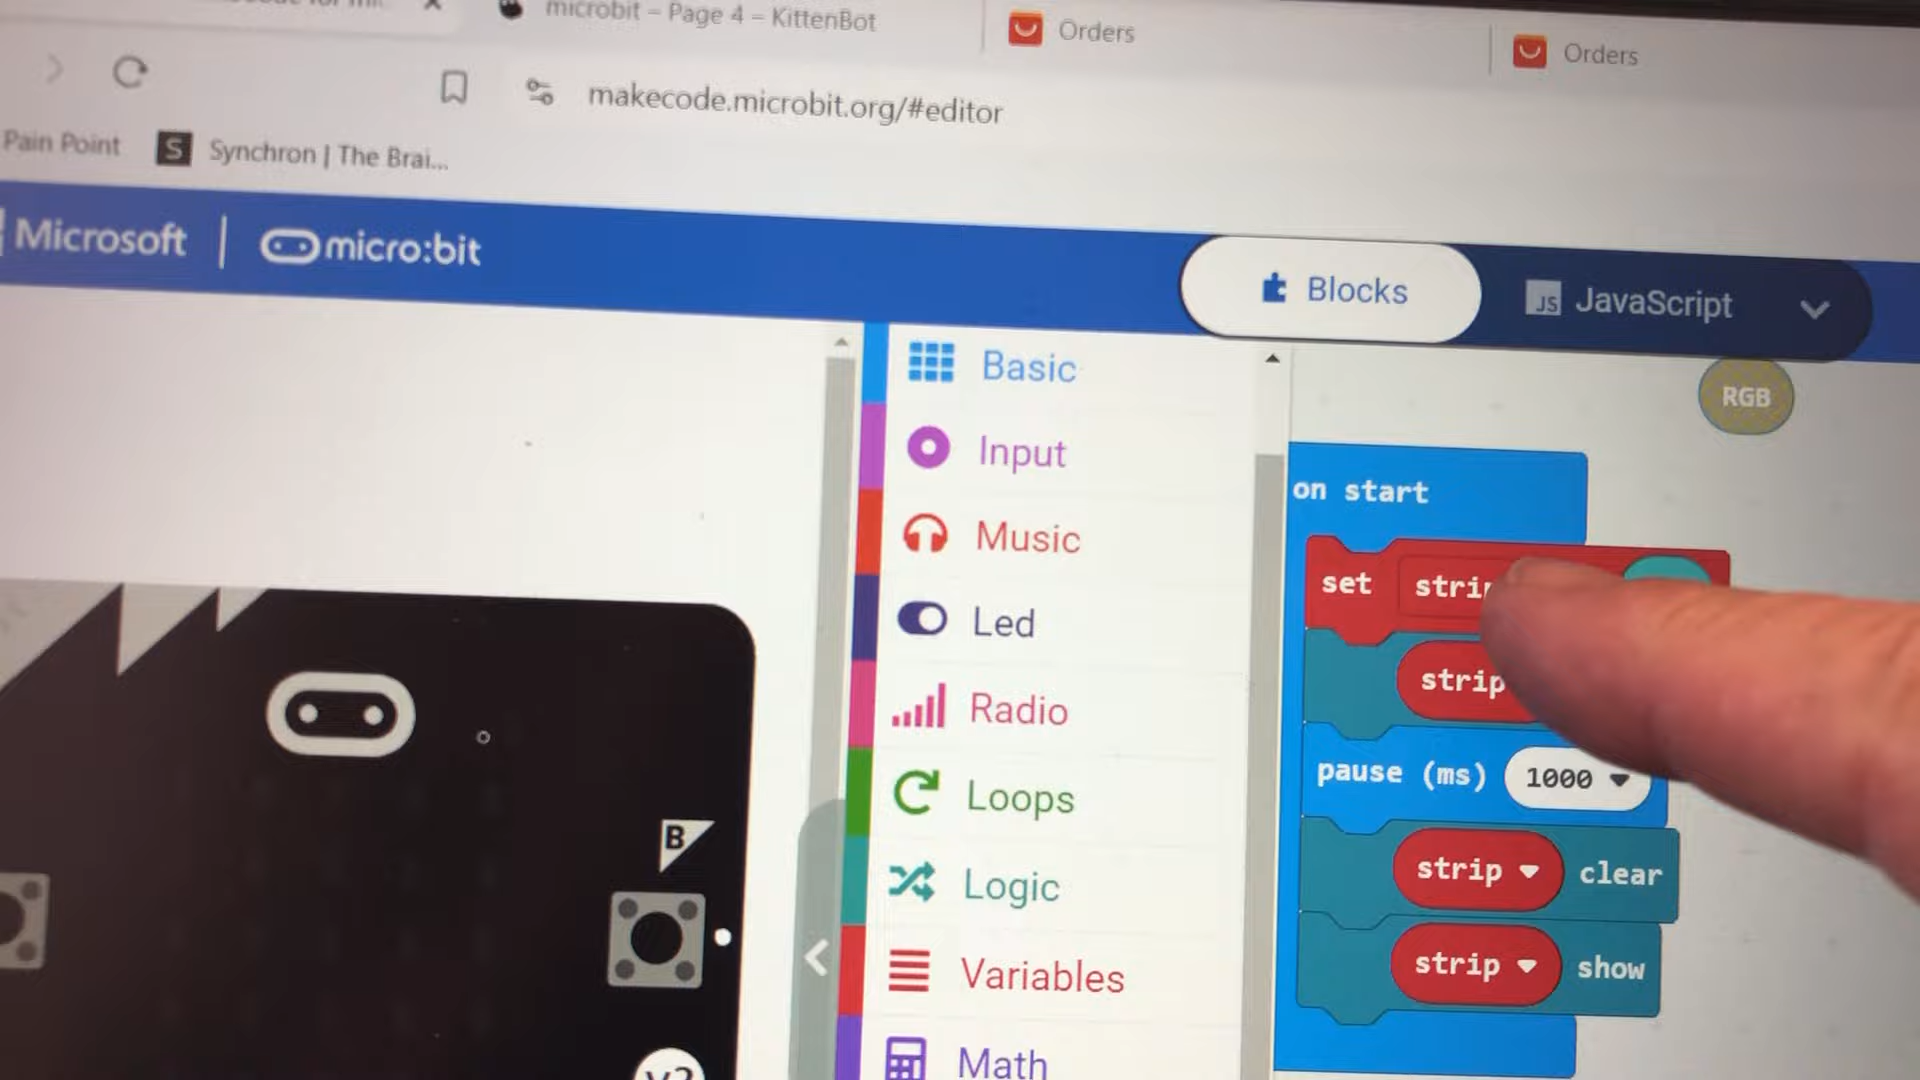 microbit – Page 4 – KittenBot
Orders
Orders
makecode.microbit.org/#editor
Pain Point
S
Synchron | The Brai...
Microsoft
micro:bit
Blocks
JS JavaScript
Basic
Input
Music
Led
Radio
Loops
Logic
Variables
Math
RGB
on start
set
strip
pause (ms) 1000
strip clear
strip show
B